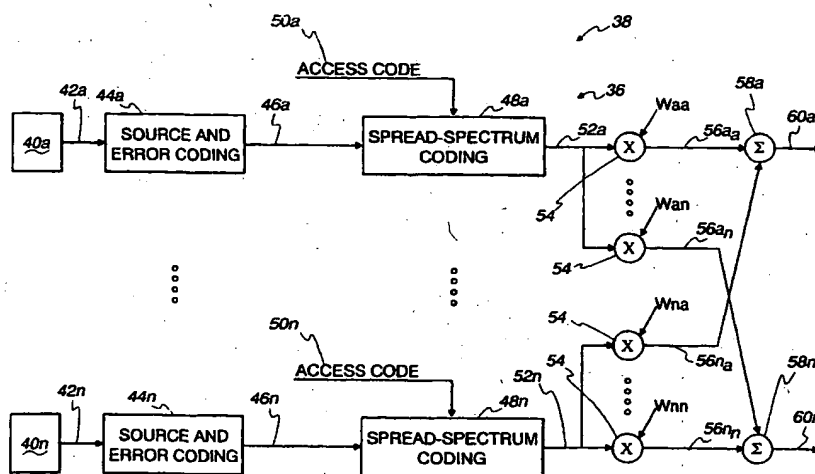 50a
38
ACCESS CODE
36
58a
42a
44a
46a
48a
52a
Waa
56aa
60a
40a
SOURCE AND
ERROR CODING
SPREAD-SPECTRUM
CODING
X
Σ
54
Wan
56an
X
54
50n
54
Wna
ACCESS CODE
54
X
56na
58n
42n
44n
46n
48n
52n
Wnn
56nn
40n
SOURCE AND
ERROR CODING
SPREAD-SPECTRUM
CODING
X
Σ